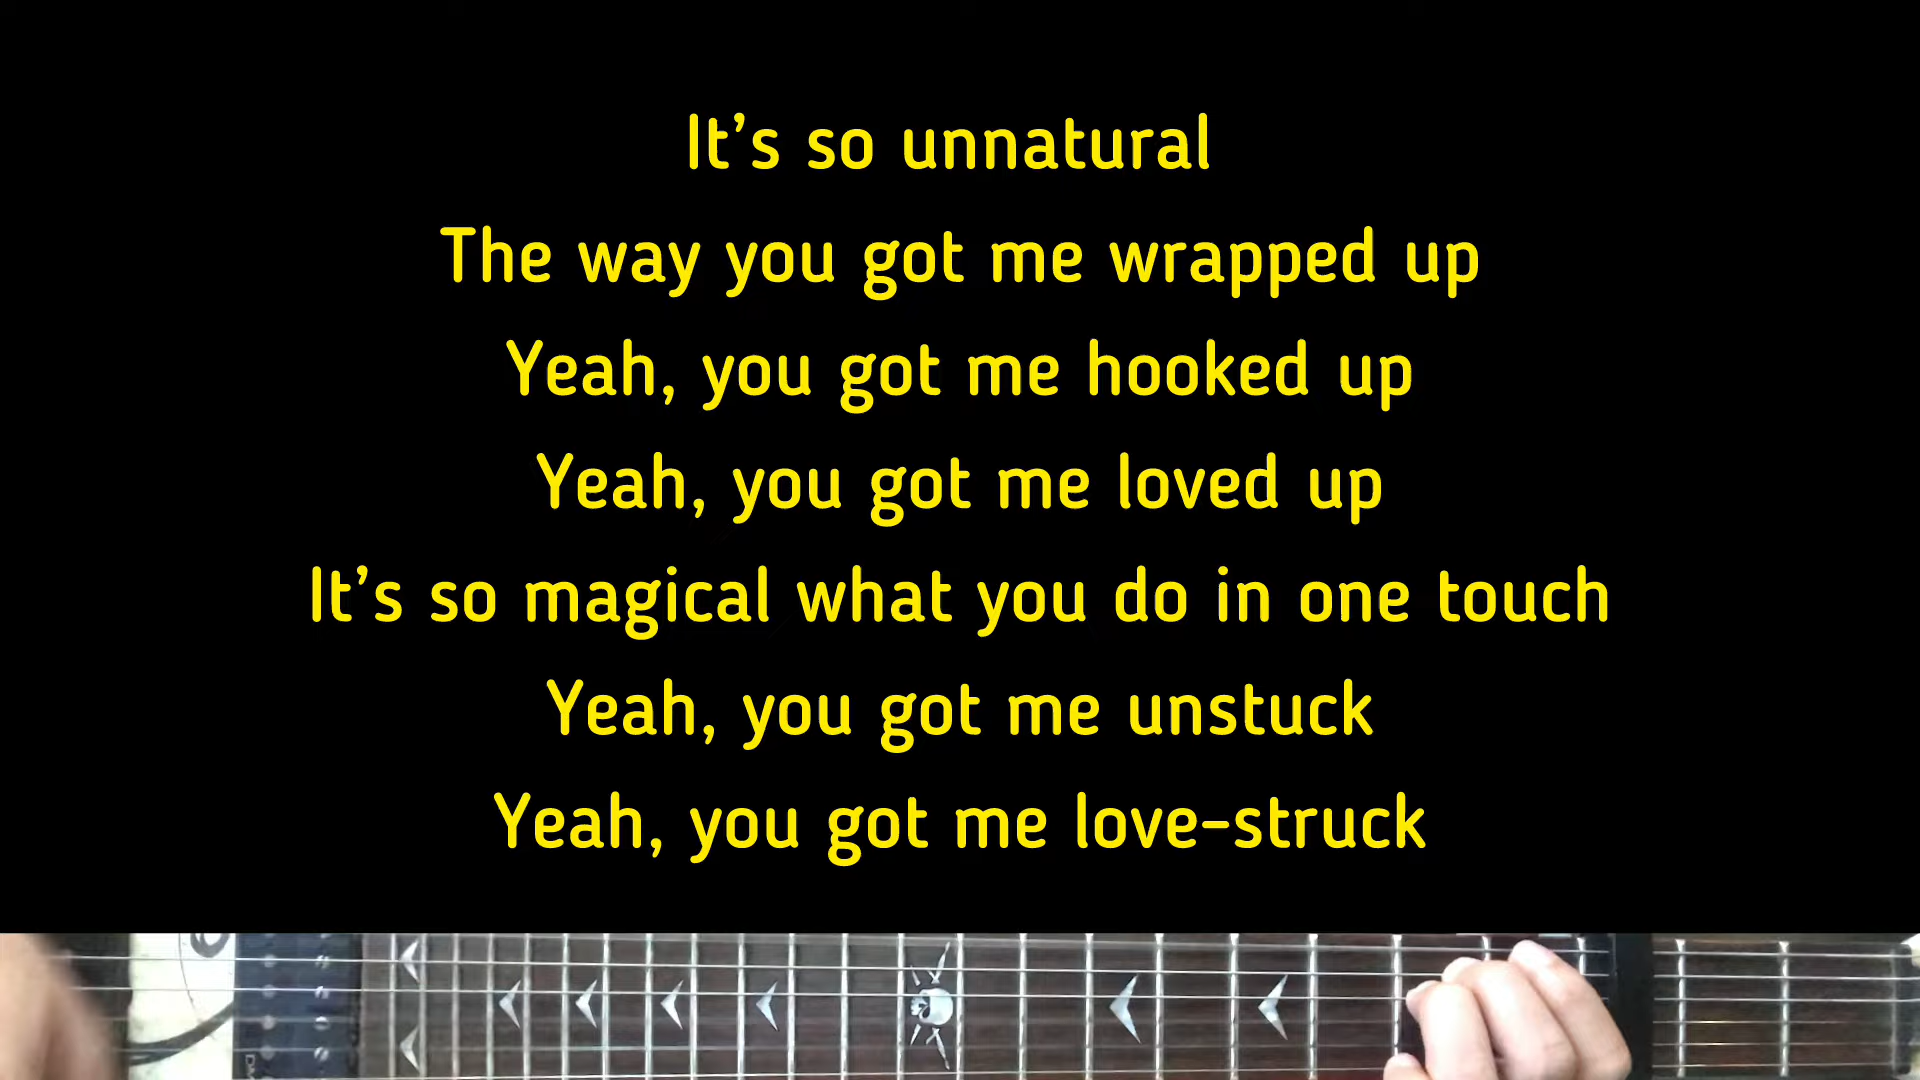 It's so unnatural
The way you got me wrapped up
Yeah, you got me hooked up
Yeah, you got me loved up
It's so magical what you do in one touch
Yeah, you got me unstuck
Yeah, you got me love-struck